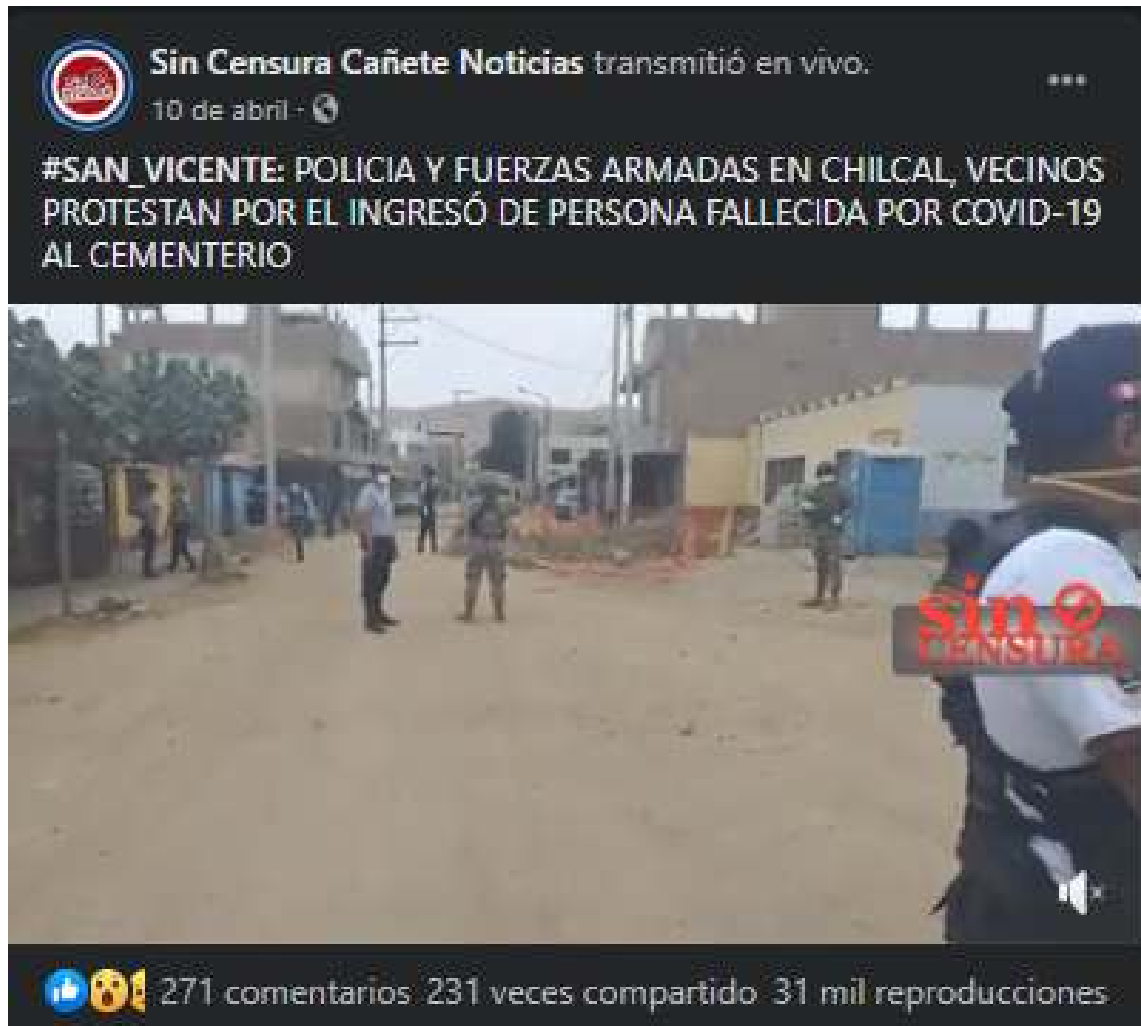 Sin Censura Cañete Noticias transmitió en vivo.
10 de abril ·
#SAN_VICENTE: POLICIA Y FUERZAS ARMADAS EN CHILCAL, VECINOS
PROTESTAN POR EL INGRESÓ DE PERSONA FALLECIDA POR COVID-19
AL CEMENTERIO
sin
CENSURA
271 comentarios 231 veces compartido 31 mil reproducciones